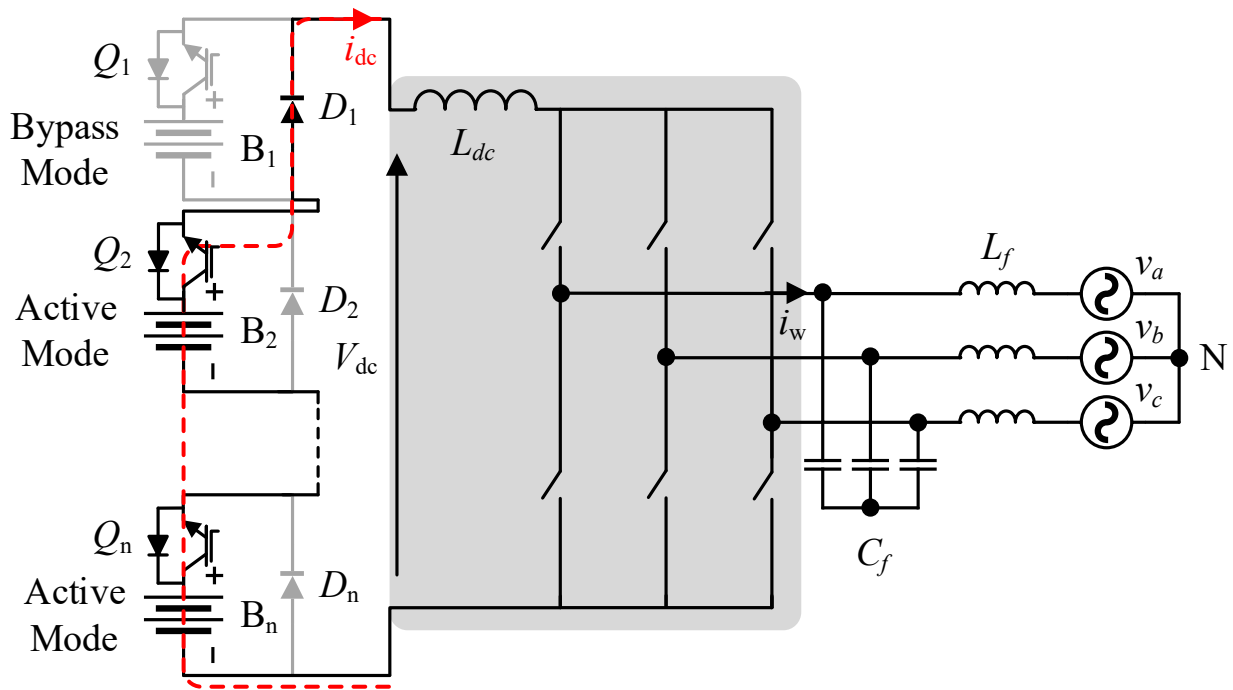 Q1
+
Bypass
Mode
B1
-
D1
idc
Ldc
Q2
+
Active
Mode
B2
-
D2
Vdc
iw
Lf
va
vb
vc
N
Cf
Qn
+
Active
Mode
Bn
-
Dn